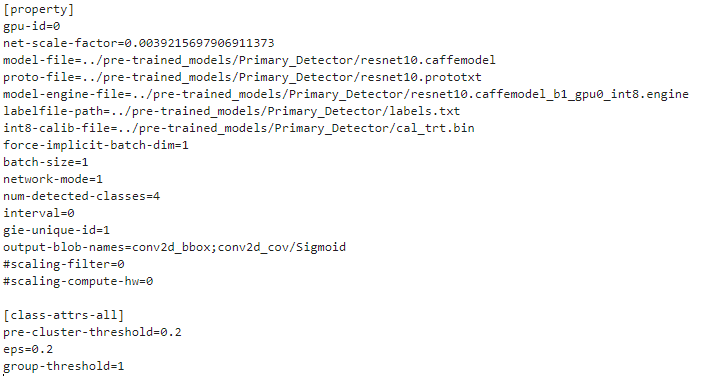 [property]
gpu-id=0
net-scale-factor=0.0039215697906911373
model-file=../pre-trained_models/Primary_Detector/resnet10.caffemodel
proto-file=../pre-trained_models/Primary_Detector/resnet10.prototxt
model-engine-file=../pre-trained_models/Primary_Detector/resnet10.caffemodel_b1_gpu0_int8.engine
labelfile-path=../pre-trained_models/Primary_Detector/labels.txt
int8-calib-file=../pre-trained_models/Primary_Detector/cal_trt.bin
force-implicit-batch-dim=1
batch-size=1
network-mode=1
num-detected-classes=4
interval=0
gie-unique-id=1
output-blob-names=conv2d_bbox;conv2d_cov/Sigmoid
#scaling-filter=0
#scaling-compute-hw=0

[class-attrs-all]
pre-cluster-threshold=0.2
eps=0.2
group-threshold=1